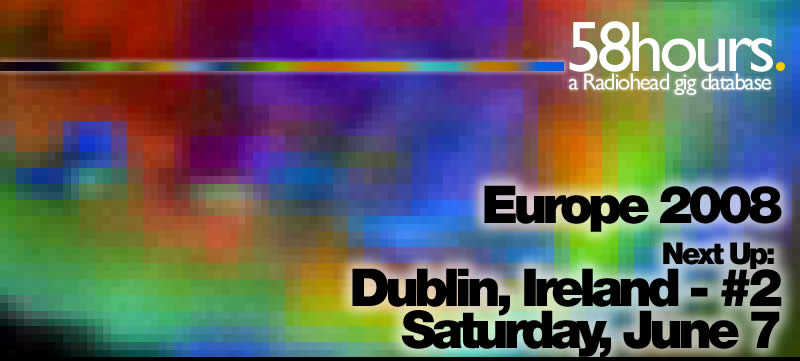 58hours.
a Radiohead gig database
Europe 2008
Next Up:
Dublin, Ireland - #2
Saturday, June 7